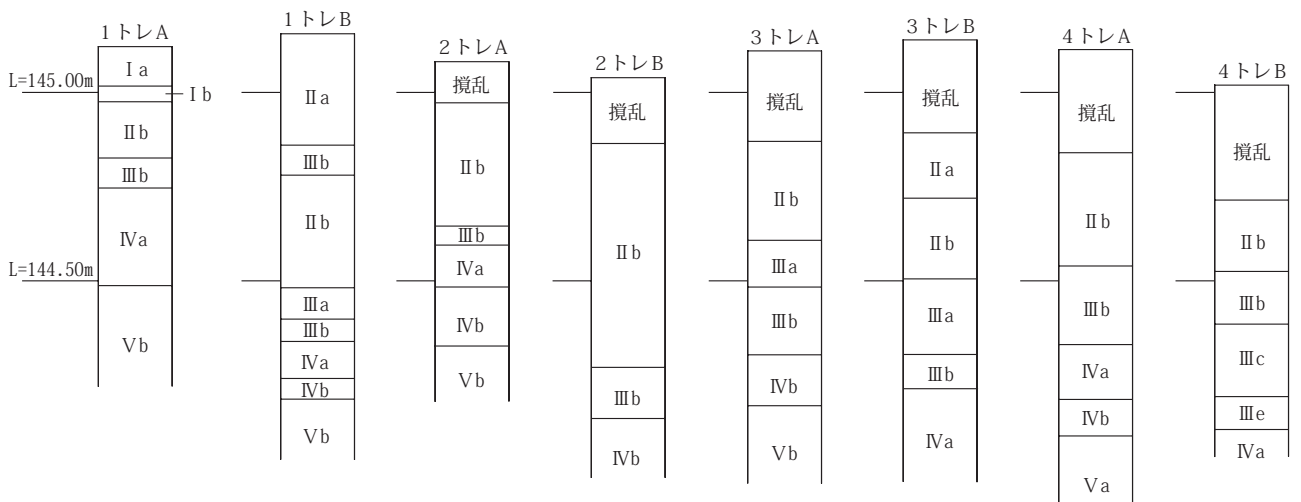 1トレA
Ⅰa
Ⅰb
Ⅱb
Ⅲb
Ⅳa
Ⅴb
L=145.00m
L=144.50m
1トレB
Ⅱa
Ⅲb
Ⅱb
Ⅲa
Ⅲb
Ⅳa
Ⅳb
Ⅴb
2トレA
撹乱
Ⅱb
Ⅲb
Ⅳa
Ⅳb
Ⅴb
2トレB
撹乱
Ⅱb
Ⅲb
Ⅳb
3トレA
撹乱
Ⅱb
Ⅲa
Ⅲb
Ⅳb
Ⅴb
3トレB
撹乱
Ⅱa
Ⅱb
Ⅲa
Ⅲb
Ⅳa
4トレA
撹乱
Ⅱb
Ⅲb
Ⅳa
Ⅳb
Ⅴa
4トレB
撹乱
Ⅱb
Ⅲb
Ⅲc
Ⅲe
Ⅳa